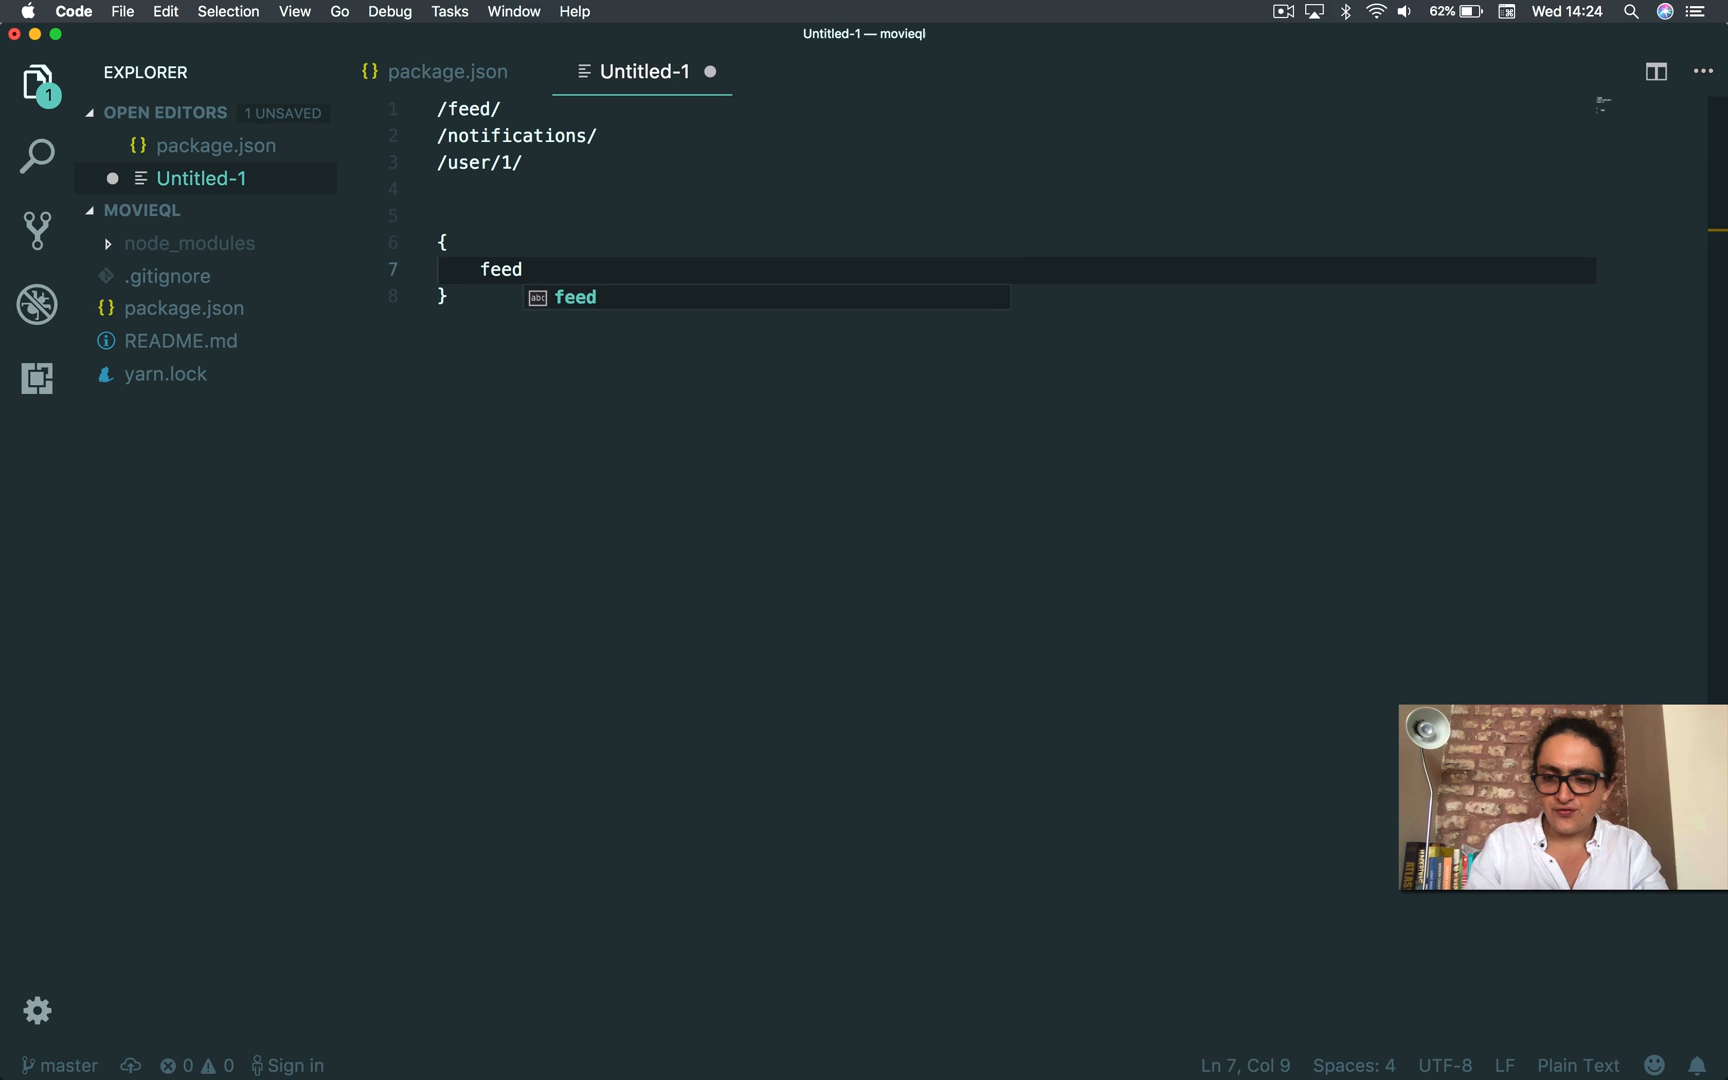 Code File Edit Selection View Go Debug Tasks Window Help 62% Wed 14:24
Untitled-1 — movieql
EXPLORER
OPEN EDITORS 1 UNSAVED
{} package.json
Untitled-1
MOVIEQL
node_modules
.gitignore
{} package.json
README.md
yarn.lock
1
{} package.json Untitled-1
1 /feed/
2 /notifications/
3 /user/1/
4
5
6 {
7 feed
8 }
abc feed
ATLAS
master 0 0 Sign in Ln 7, Col 9 Spaces: 4 UTF-8 LF Plain Text